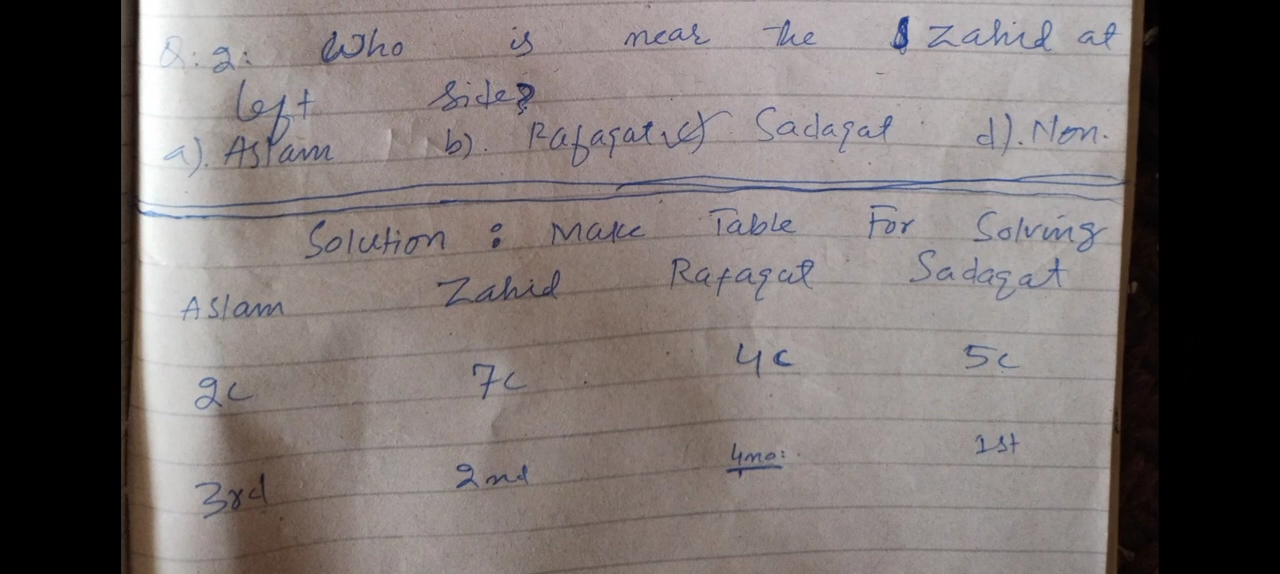 Q:2: Who is near the Zahid at
left side?
a). Aslam b). Rafaqat c) Sadaqat d). Non.
Solution : Make Table For Solving
Aslam Zahid Rafaqat Sadaqat
2c 7c 4c 5c
3rd 2nd 4no: 1st